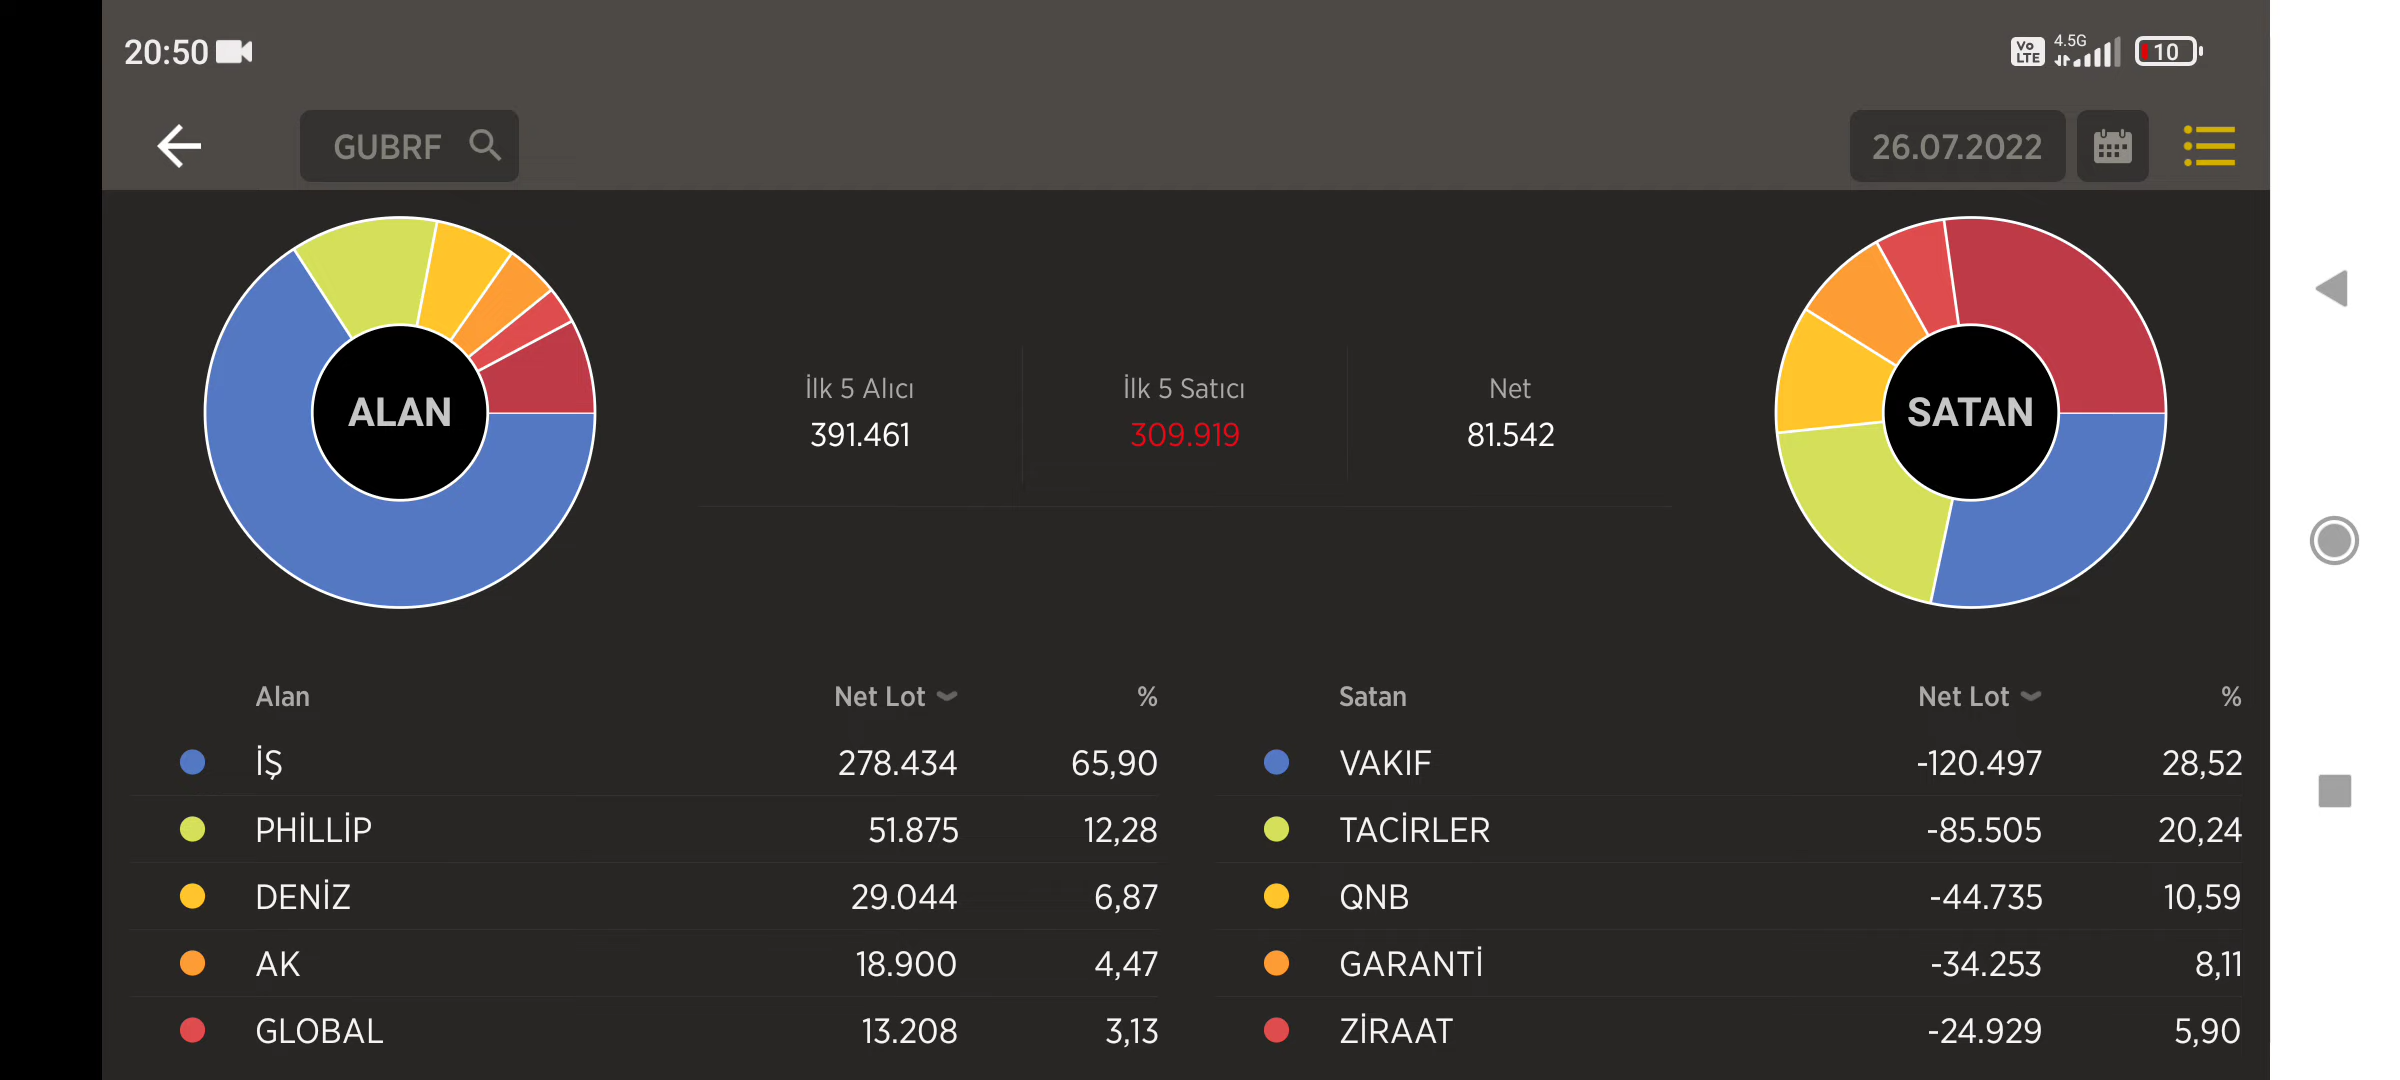 20:50
Vo LTE 4.5G 10
GUBRF
26.07.2022
ALAN
SATAN
İlk 5 Alıcı İlk 5 Satıcı Net
391.461 309.919 81.542
Alan Net Lot % Satan Net Lot %
İŞ 278.434 65,90 VAKIF -120.497 28,52
PHİLLİP 51.875 12,28 TACİRLER -85.505 20,24
DENİZ 29.044 6,87 QNB -44.735 10,59
AK 18.900 4,47 GARANTİ -34.253 8,11
GLOBAL 13.208 3,13 ZİRAAT -24.929 5,90